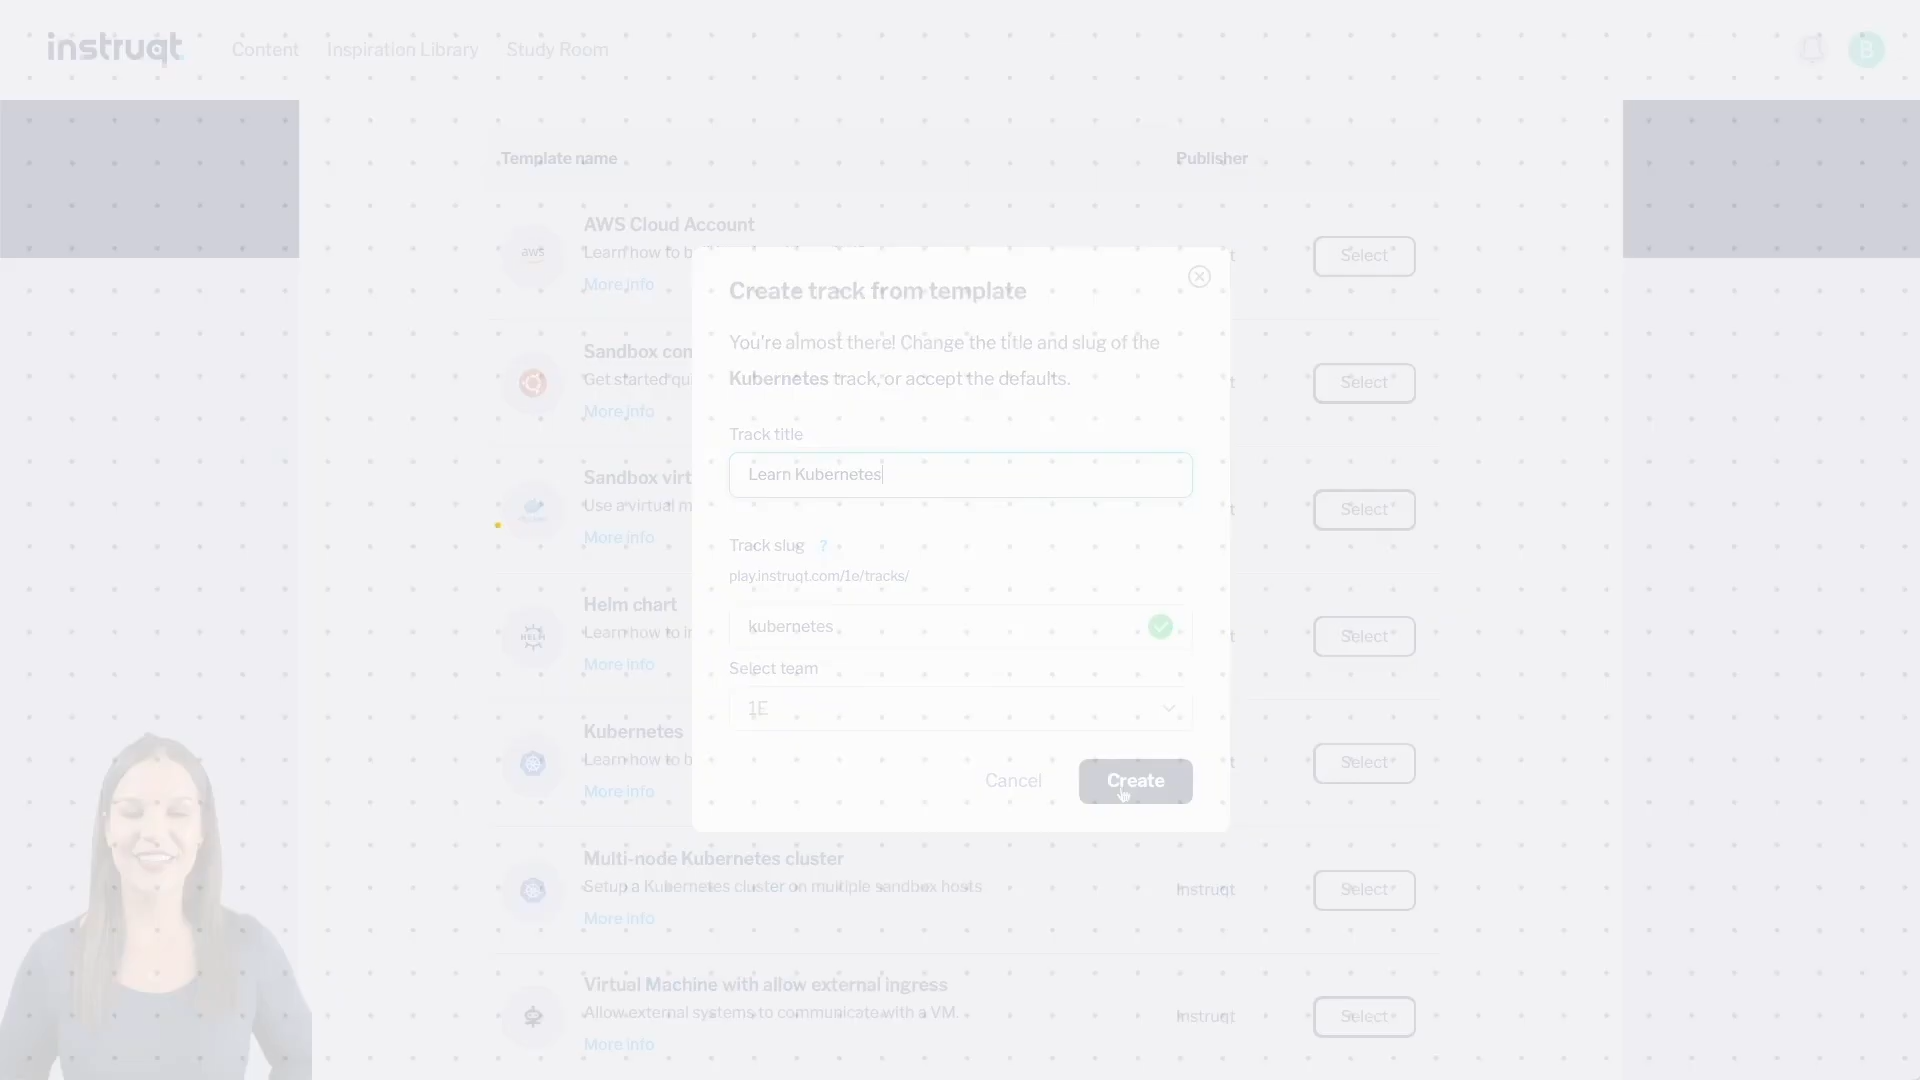 instruqt Content Inspiration Library Study Room B
Template name Publisher
AWS Cloud Account
aws Learn how to b Select
More info
Create track from template
You're almost there! Change the title and slug of the
Kubernetes track, or accept the defaults.
Sandbox con
Get started qui Select
More info
Track title
Learn Kubernetes
Sandbox virt
Use a virtual m Select
More info
Track slug ?
play.instruqt.com/1e/tracks/
kubernetes
Helm chart
HELM Learn how to in Select
More info
Select team
1E
Kubernetes
Learn how to b Select
More info
Cancel Create
Multi-node Kubernetes cluster
Setup a Kubernetes cluster on multiple sandbox hosts Instruqt Select
More info
Virtual Machine with allow external ingress
Allow external systems to communicate with a VM. Instruqt Select
More info